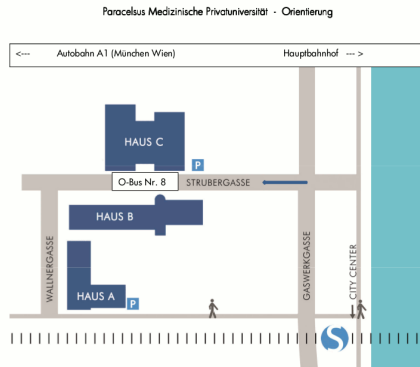 Paracelsus Medizinische Privatuniversität - Orientierung
<--- Autobahn A1 (München Wien) Hauptbahnhof --- >
HAUS C
P
O-Bus Nr. 8 STRUBERGASSE
HAUS B
WALLNERGASSE
GASWERKGASSE
CITY CENTER
HAUS A
P
S